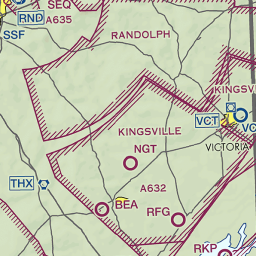 SEQ
RND
A635
SSF
RANDOLPH
KINGSV
VCT
VC
KINGSVILLE
VICTORIA
NGT
THX
A632
BEA
RFG
RKP